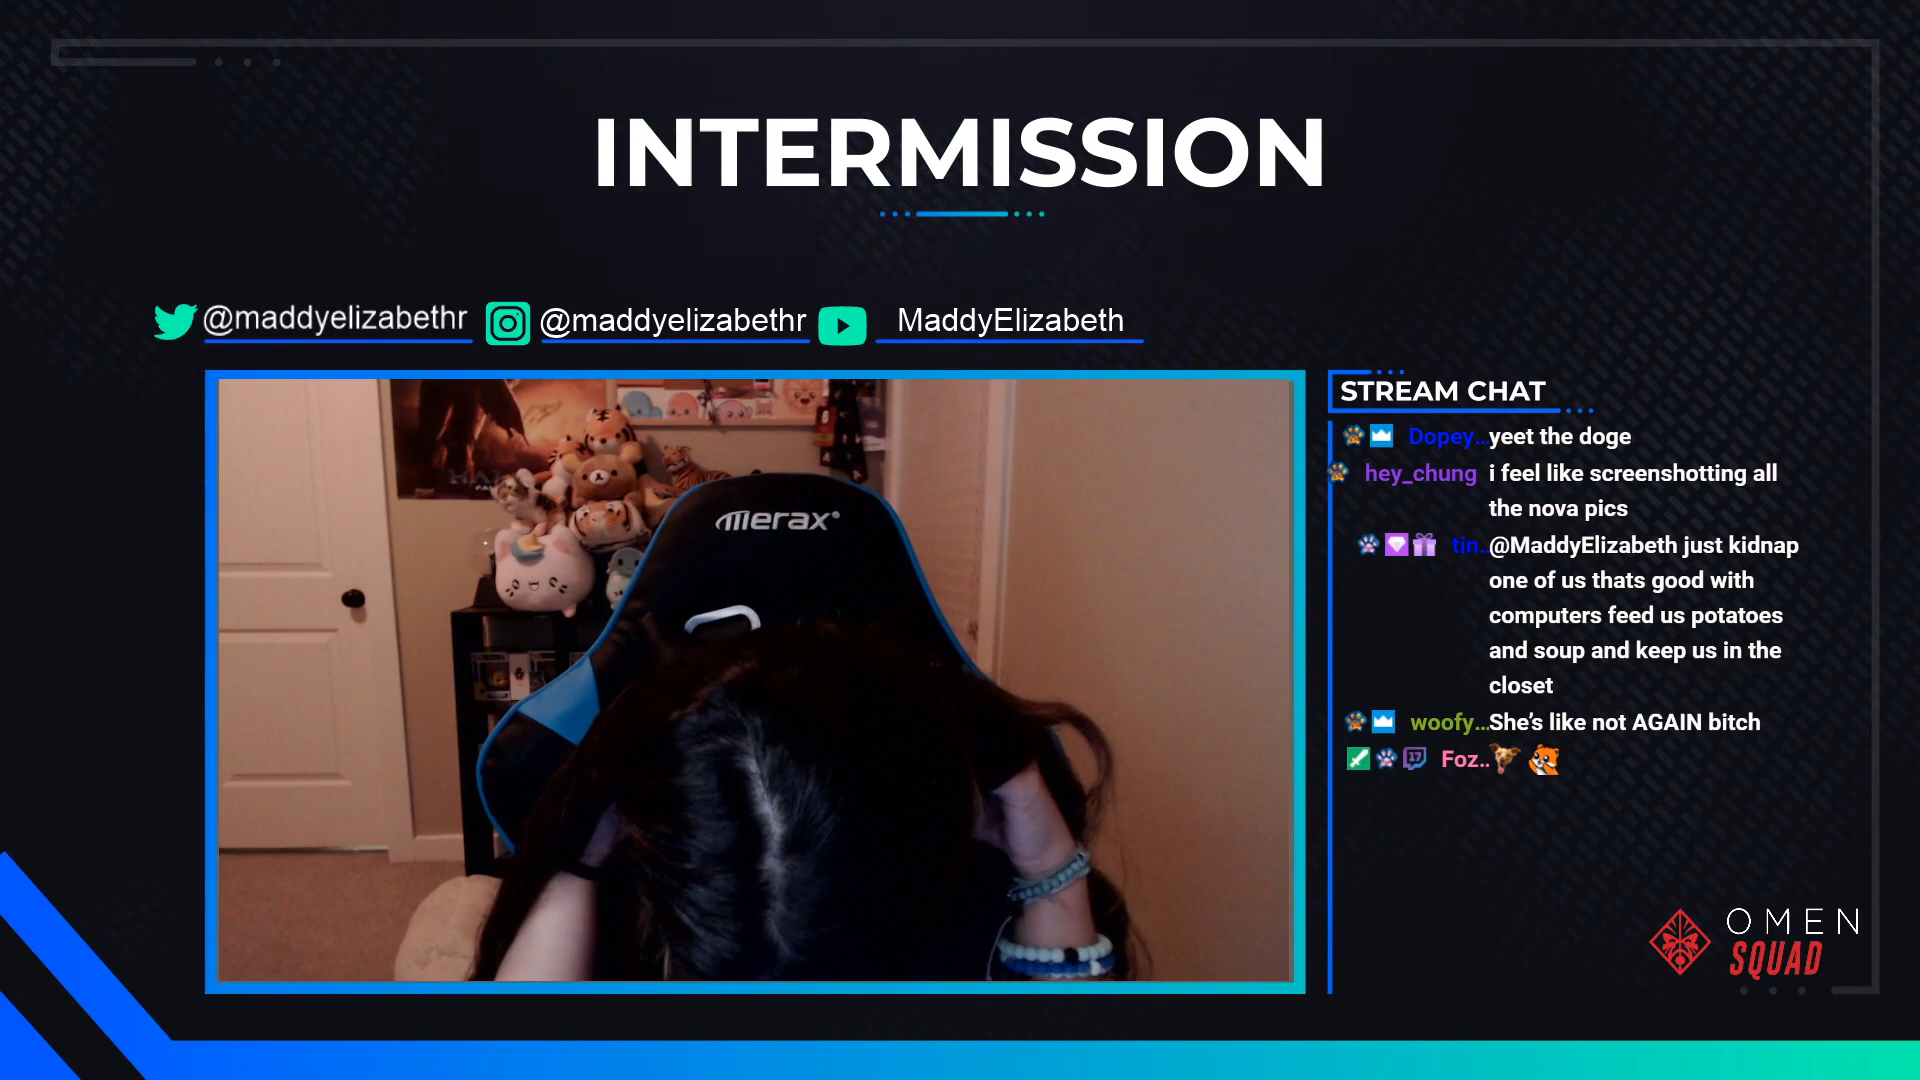 INTERMISSION
@maddyelizabethr
@maddyelizabethr
MaddyElizabeth
merax
STREAM CHAT
Dopey... yeet the doge
hey_chung i feel like screenshotting all
the nova pics
tin.. @MaddyElizabeth just kidnap
one of us thats good with
computers feed us potatoes
and soup and keep us in the
closet
woofy... She’s like not AGAIN bitch
17 Foz..
OMEN
SQUAD